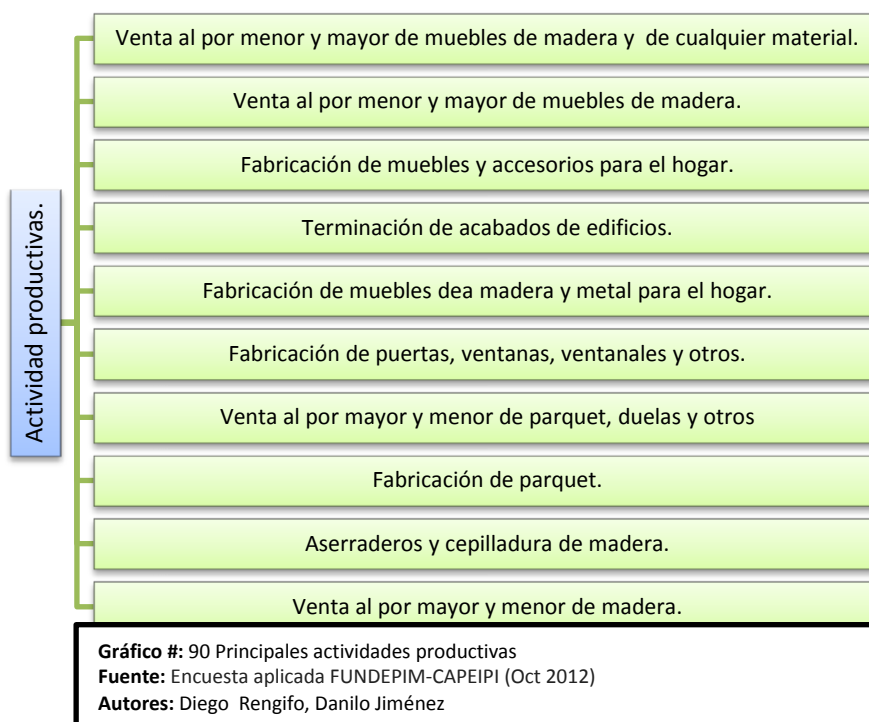 Actividad productivas.
Venta al por menor y mayor de muebles de madera y de cualquier material.
Venta al por menor y mayor de muebles de madera.
Fabricación de muebles y accesorios para el hogar.
Terminación de acabados de edificios.
Fabricación de muebles dea madera y metal para el hogar.
Fabricación de puertas, ventanas, ventanales y otros.
Venta al por mayor y menor de parquet, duelas y otros
Fabricación de parquet.
Aserraderos y cepilladura de madera.
Venta al por mayor y menor de madera.
Gráfico #: 90 Principales actividades productivas
Fuente: Encuesta aplicada FUNDEPIM-CAPEIPI (Oct 2012)
Autores: Diego Rengifo, Danilo Jiménez